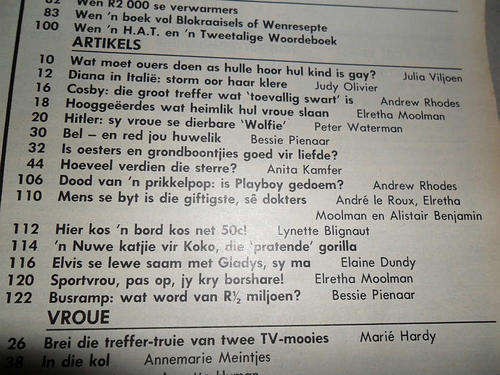 82 Wen R2 000 se verwarmers
83 Wen 'n boek vol Blokraaisels of Wenresepte
100 Wen 'n H.A.T. en 'n Tweetalige Woordeboek
ARTIKELS
10 Wat moet ouers doen as hulle hoor hul kind is gay? Julia Viljoen
12 Diana in Italië: storm oor haar klere Judy Olivier
16 Cosby: die groot treffer wat 'toevallig swart' is Andrew Rhodes
18 Hooggeëerdes wat heimlik hul vroue slaan Elretha Moolman
20 Hitler: sy vroue se dierbare 'Wolfie' Peter Waterman
30 Bel – en red jou huwelik Bessie Pienaar
32 Is oesters en grondboontjies goed vir liefde?
44 Hoeveel verdien die sterre? Anita Kamfer
106 Dood van 'n prikkelpop: is Playboy gedoem? Andrew Rhodes
110 Mens se byt is die giftigste, sê dokters André le Roux, Elretha
Moolman en Alistair Benjamin
112 Hier kos 'n bord kos net 50c! Lynette Blignaut
114 'n Nuwe katjie vir Koko, die 'pratende' gorilla
116 Elvis se lewe saam met Gladys, sy ma Elaine Dundy
120 Sportvrou, pas op, jy kry borshare! Elretha Moolman
122 Busramp: wat word van R½ miljoen? Bessie Pienaar
VROUE
26 Brei die treffer-truie van twee TV-mooies Marié Hardy
38 In die kol Annemarie Meintjes